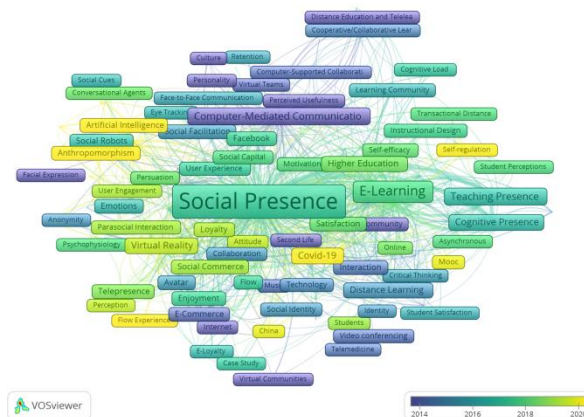 Distance Education and Telelea
Cooperative/Collaborative Lear
Culture
Retention
Social Cues
Personality
Computer-Supported Collaborati
Cognitive Load
Conversational Agents
Virtual Teams
Eye Tracking
Face-to-Face Communication
Perceived Usefulness
Learning Community
Computer-Mediated Communicatio
Transactional Distance
Artificial Intelligence
Social Facilitation
Facebook
Instructional Design
Social Robots
Self-efficacy
Self-regulation
Anthropomorphism
Social Capital
User Experience
Motivation
Higher Education
Student Perceptions
Facial Expression
Persuasion
User Engagement
Social Presence
E-Learning
Teaching Presence
Emotions
Anonymity
Cognitive Presence
Parasocial Interaction
Loyalty
Satisfaction
Community
Psychophysiology
Virtual Reality
Attitude
Second Life
Online
Asynchronous
Collaboration
Covid-19
Social Commerce
Interaction
Mooc
Critical Thinking
Telepresence
Avatar
Flow
Music
Technology
Distance Learning
Perception
Enjoyment
Flow Experience
E-Commerce
Social Identity
Identity
Student Satisfaction
Internet
China
Students
Video conferencing
E-Loyalty
Telemedicine
Case Study
Virtual Communities
VOSviewer
2014 2016 2018 2020